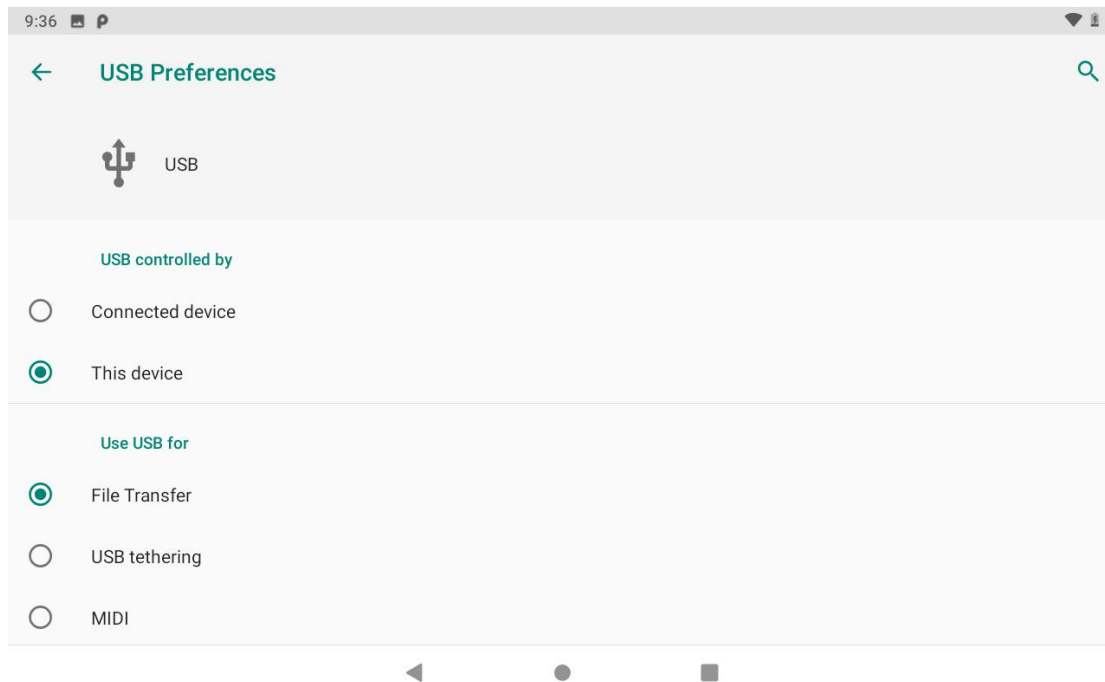 9:36
USB Preferences
USB
USB controlled by
Connected device
This device
Use USB for
File Transfer
USB tethering
MIDI